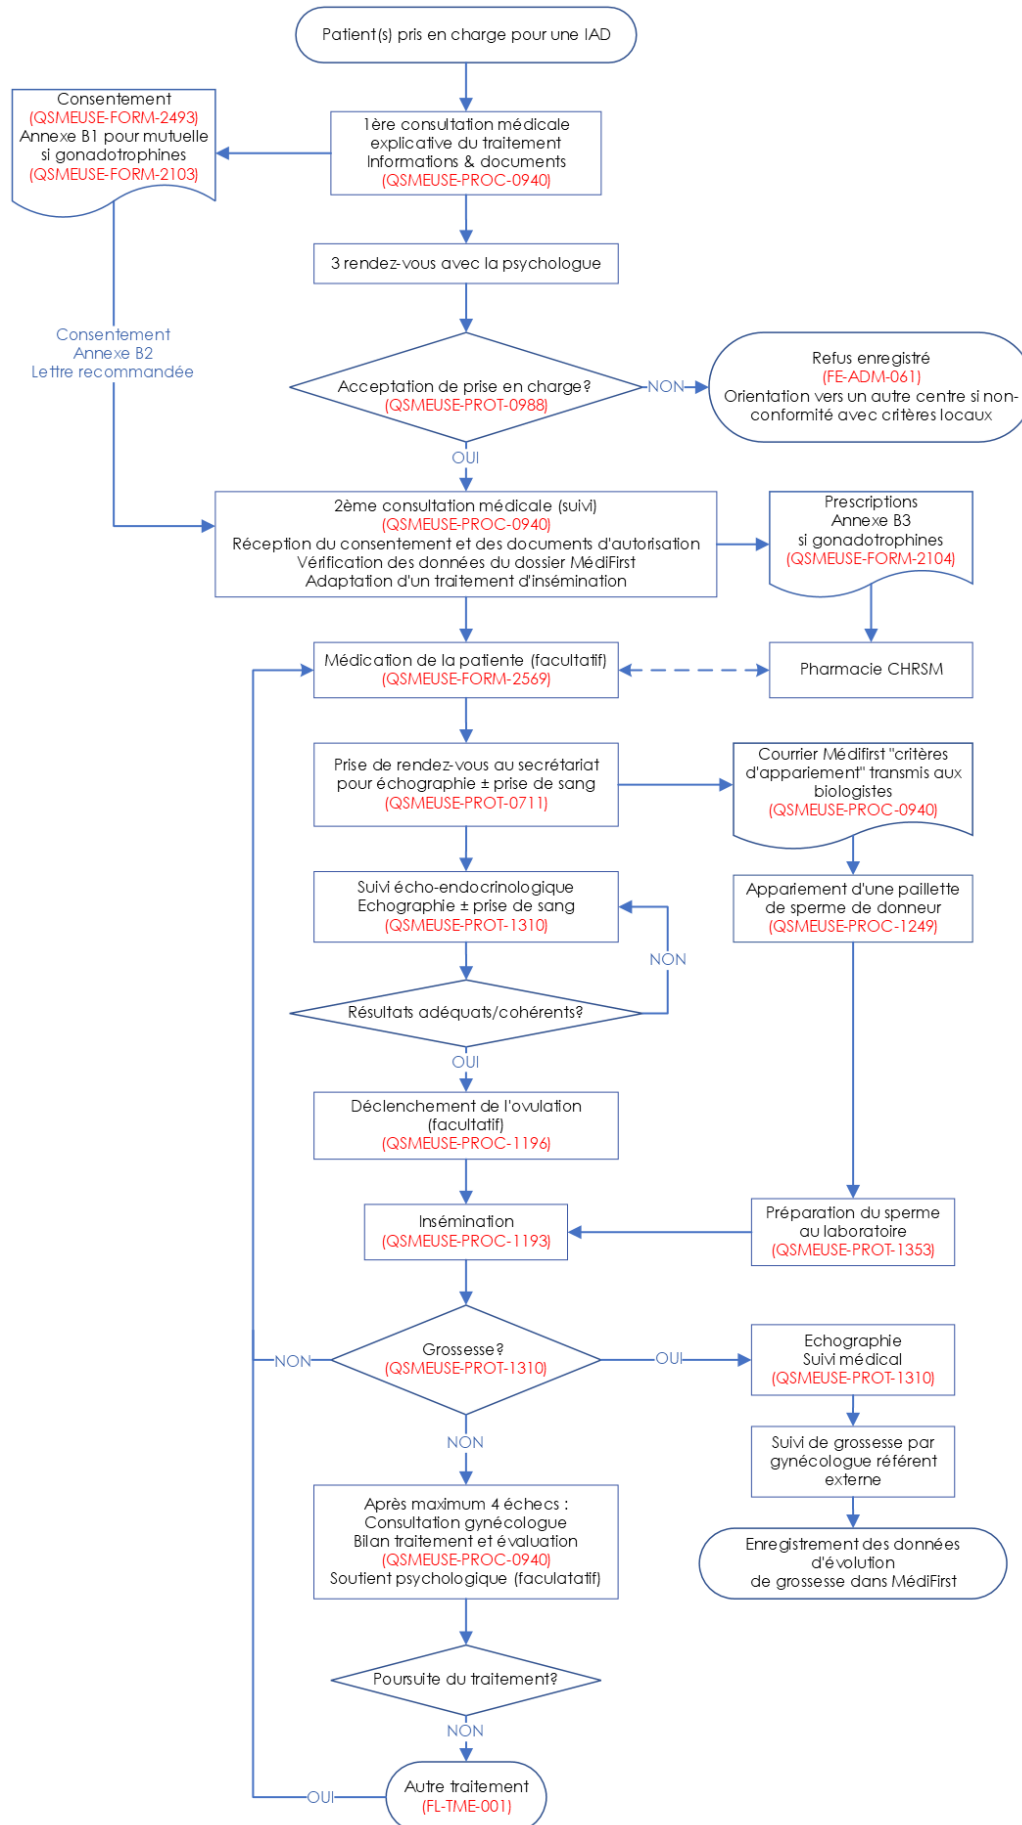 Patient(s) pris en charge pour une IAD
Consentement
(QSMEUSE-FORM-2493)
Annexe B1 pour mutuelle
si gonadotrophines
(QSMEUSE-FORM-2103)
1ère consultation médicale
explicative du traitement
Informations & documents
(QSMEUSE-PROC-0940)
3 rendez-vous avec la psychologue
Consentement
Annexe B2
Lettre recommandée
Acceptation de prise en charge?
(QSMEUSE-PROT-0988)
NON
Refus enregistré
(FE-ADM-061)
Orientation vers un autre centre si non-
conformité avec critères locaux
OUI
2ème consultation médicale (suivi)
(QSMEUSE-PROC-0940)
Réception du consentement et des documents d'autorisation
Vérification des données du dossier MédiFirst
Adaptation d'un traitement d'insémination
Prescriptions
Annexe B3
si gonadotrophines
(QSMEUSE-FORM-2104)
Médication de la patiente (facultatif)
(QSMEUSE-FORM-2569)
Pharmacie CHRSM
Prise de rendez-vous au secrétariat
pour échographie ± prise de sang
(QSMEUSE-PROT-0711)
Courrier Médifirst "critères
d'appariement" transmis aux
biologistes
(QSMEUSE-PROC-0940)
Suivi écho-endocrinologique
Echographie ± prise de sang
(QSMEUSE-PROT-1310)
Appariement d'une paillette
de sperme de donneur
(QSMEUSE-PROC-1249)
NON
Résultats adéquats/cohérents?
OUI
Déclenchement de l'ovulation
(facultatif)
(QSMEUSE-PROC-1196)
Insémination
(QSMEUSE-PROC-1193)
Préparation du sperme
au laboratoire
(QSMEUSE-PROT-1353)
NON
Grossesse?
(QSMEUSE-PROT-1310)
OUI
Echographie
Suivi médical
(QSMEUSE-PROT-1310)
NON
Suivi de grossesse par
gynécologue référent
externe
Après maximum 4 échecs :
Consultation gynécologue
Bilan traitement et évaluation
(QSMEUSE-PROC-0940)
Soutient psychologique (faculatatif)
Enregistrement des données
d'évolution
de grossesse dans MédiFirst
Poursuite du traitement?
NON
OUI
Autre traitement
(FL-TME-001)